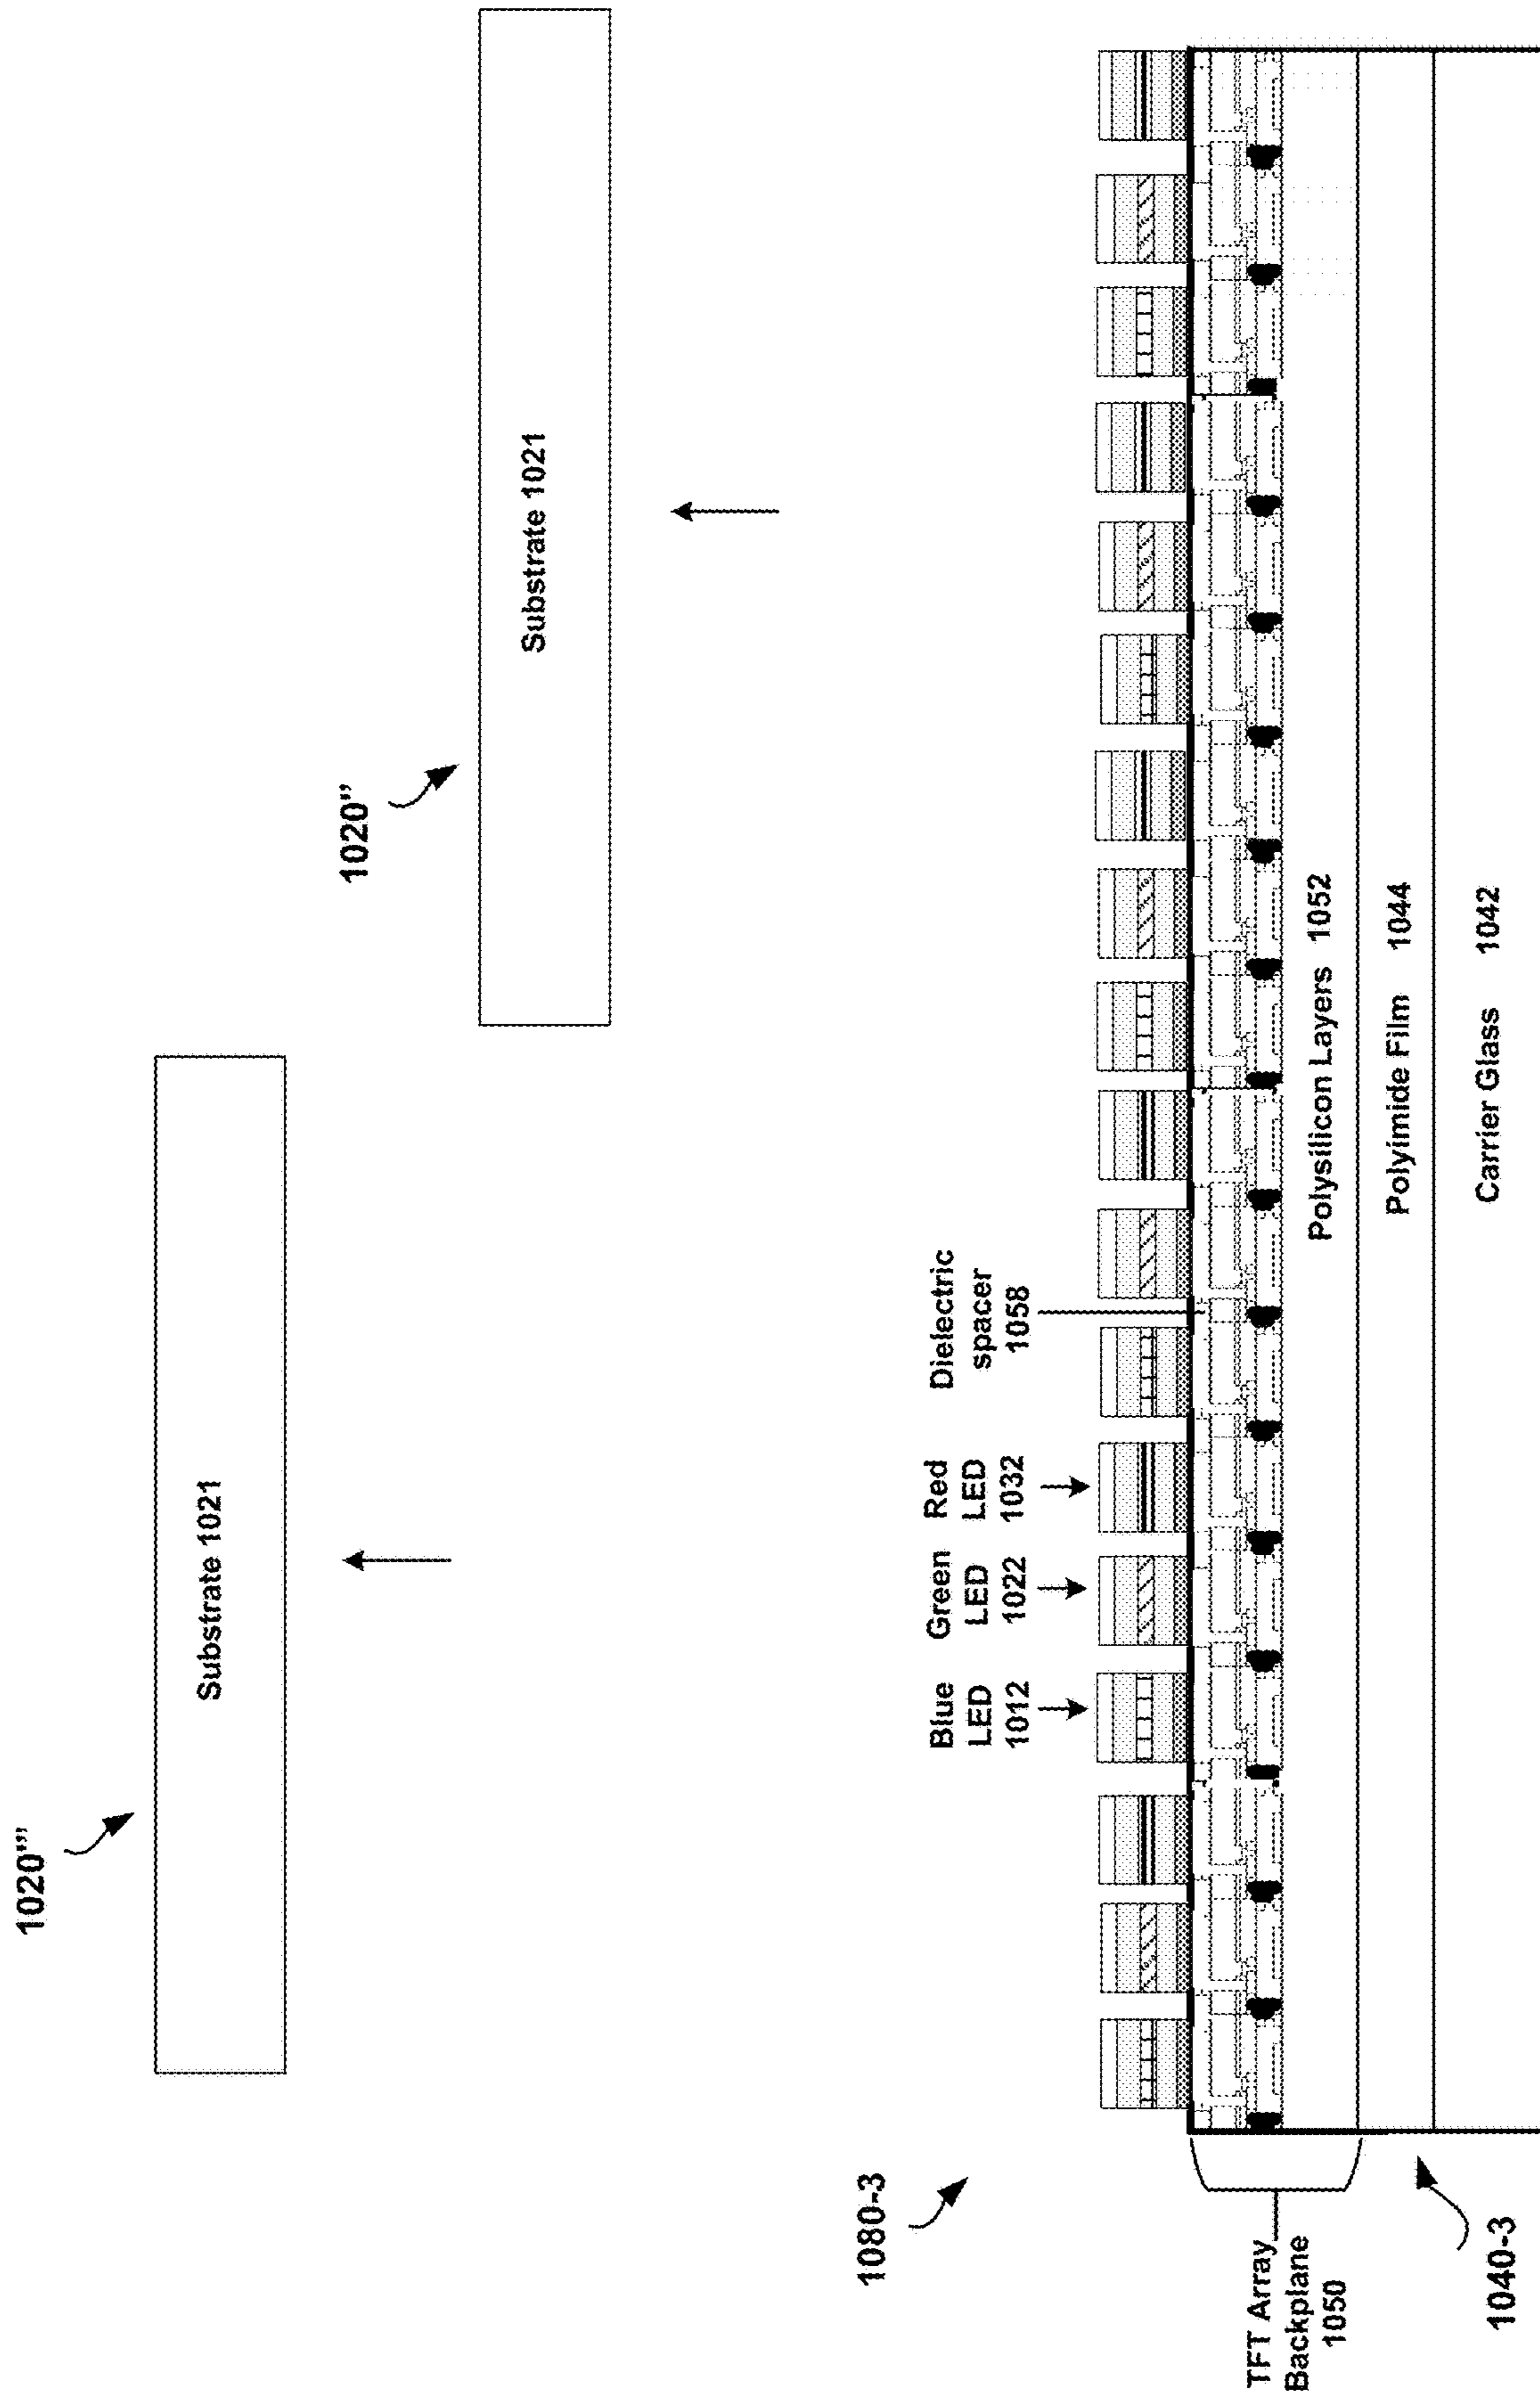 1020'''
Substrate 1021
1020''
Substrate 1021
1080-3
Blue
LED
1012
Green
LED
1022
Red
LED
1032
Dielectric
spacer
1058
TFT Array
Backplane
1050
Polysilicon Layers 1052
Polyimide Film 1044
Carrier Glass 1042
1040-3